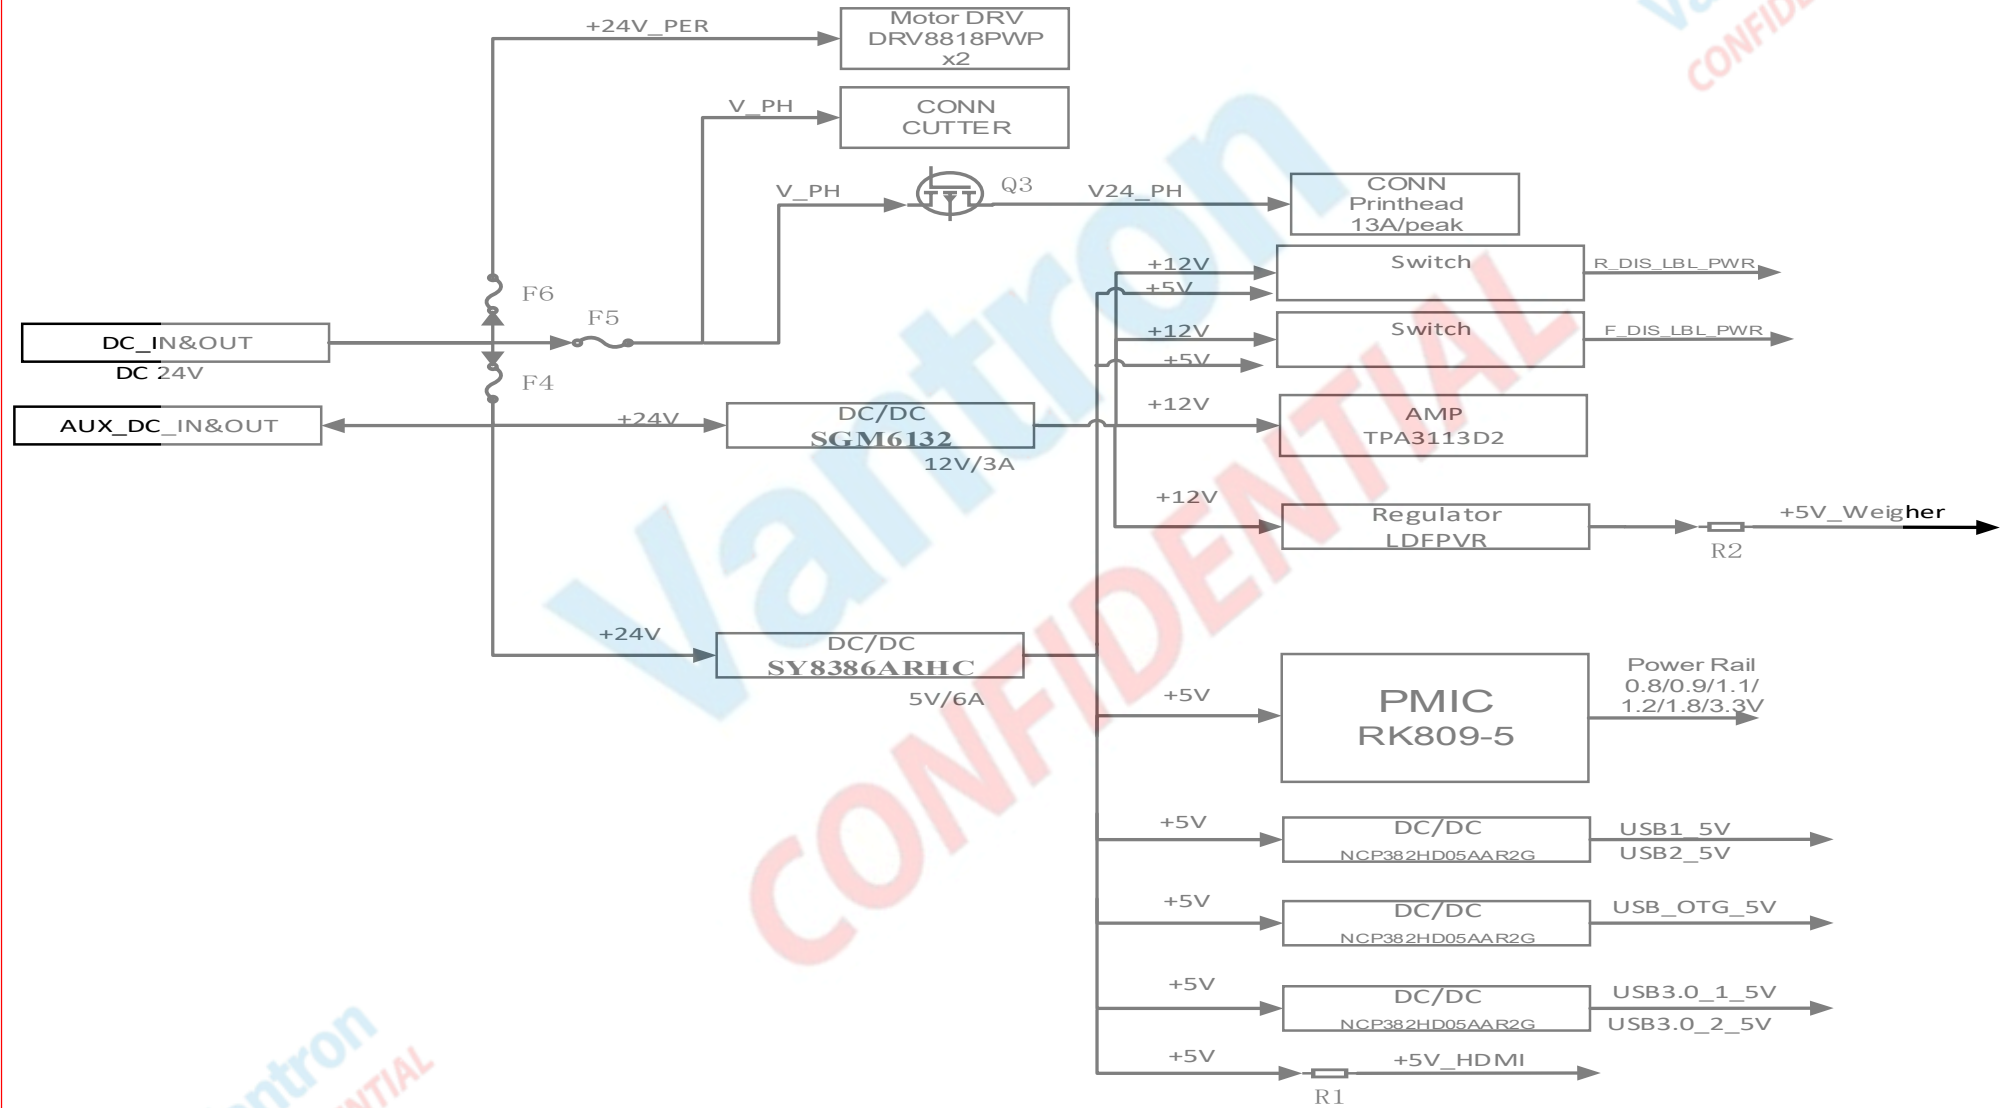 Motor DRV
DRV8818PWP
x2
+24V_PER
CONN
CUTTER
V_PH
V_PH
Q3
V24_PH
CONN
Printhead
13A/peak
+12V
+5V
Switch
R_DIS_LBL_PWR
F6
F5
+12V
+5V
Switch
F_DIS_LBL_PWR
DC_IN&OUT
DC 24V
F4
AUX_DC_IN&OUT
+24V
DC/DC
SGM6132
12V/3A
+12V
AMP
TPA3113D2
+12V
Regulator
LDFPVR
R2
+5V_Weigher
+24V
DC/DC
SY8386ARHC
5V/6A
+5V
PMIC
RK809-5
Power Rail
0.8/0.9/1.1/
1.2/1.8/3.3V
+5V
DC/DC
NCP382HD05AAR2G
USB1_5V
USB2_5V
+5V
DC/DC
NCP382HD05AAR2G
USB_OTG_5V
+5V
DC/DC
NCP382HD05AAR2G
USB3.0_1_5V
USB3.0_2_5V
+5V
R1
+5V_HDMI
Vantron
CONFIDENTIAL